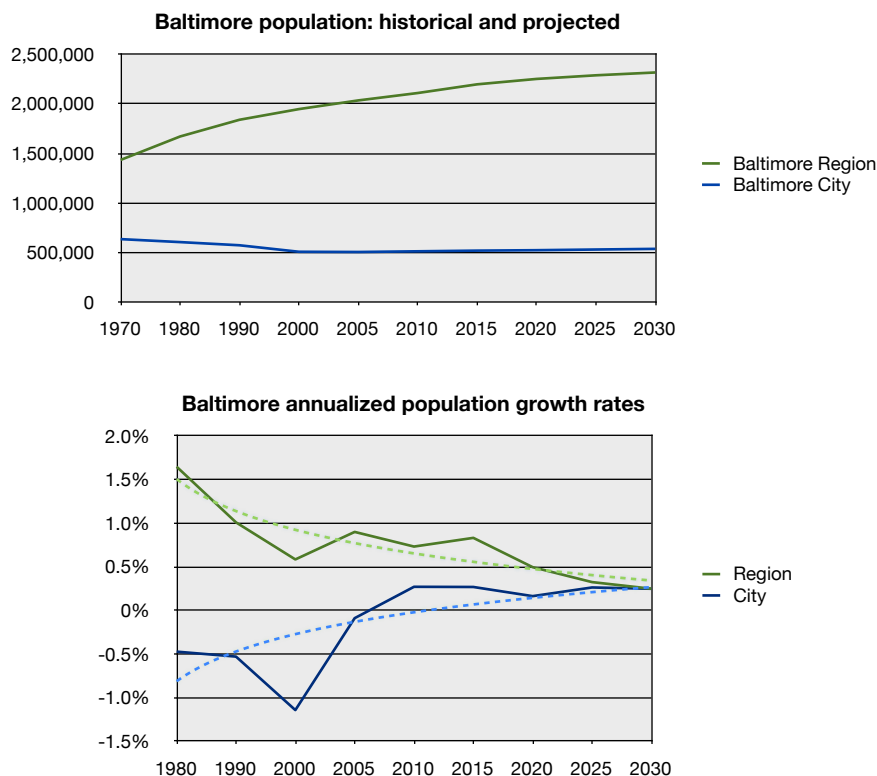 Baltimore population: historical and projected
2,500,000
2,000,000
1,500,000
1,000,000
500,000
0
1970 1980 1990 2000 2005 2010 2015 2020 2025 2030
Baltimore Region
Baltimore City
Baltimore annualized population growth rates
2.0%
1.5%
1.0%
0.5%
0%
-0.5%
-1.0%
-1.5%
1980 1990 2000 2005 2010 2015 2020 2025 2030
Region
City